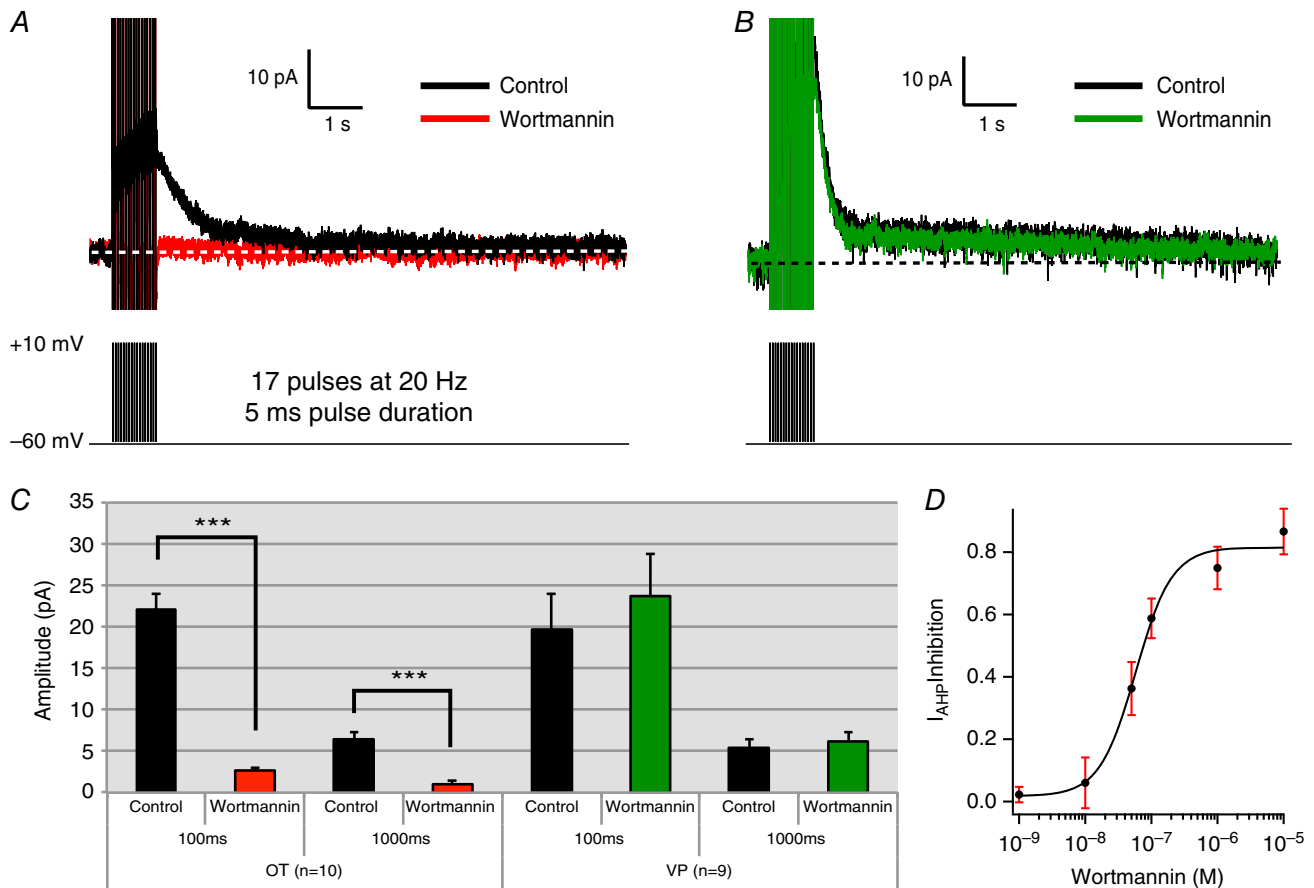 A
10 pA
1 s
Control
Wortmannin
B
10 pA
1 s
Control
Wortmannin
+10 mV
−60 mV
17 pulses at 20 Hz
5 ms pulse duration
C
Amplitude (pA)
35
30
25
20
15
10
5
0
***
***
Control
Wortmannin
Control
Wortmannin
Control
Wortmannin
Control
Wortmannin
100ms
1000ms
100ms
1000ms
OT (n=10)
VP (n=9)
D
IAHP Inhibition
0.8
0.6
0.4
0.2
0.0
10⁻⁹
10⁻⁸
10⁻⁷
10⁻⁶
10⁻⁵
Wortmannin (M)